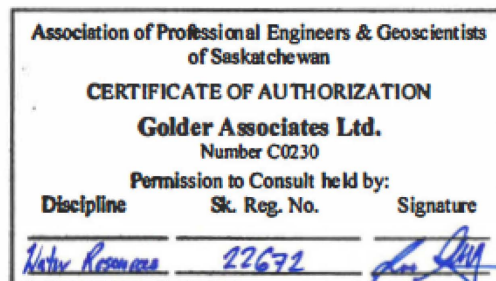 Association of Professional Engineers & Geoscientists
of Saskatchewan
CERTIFICATE OF AUTHORIZATION
Golder Associates Ltd.
Number C0230
Permission to Consult held by:
Discipline Sk. Reg. No. Signature
Water Resources 22672